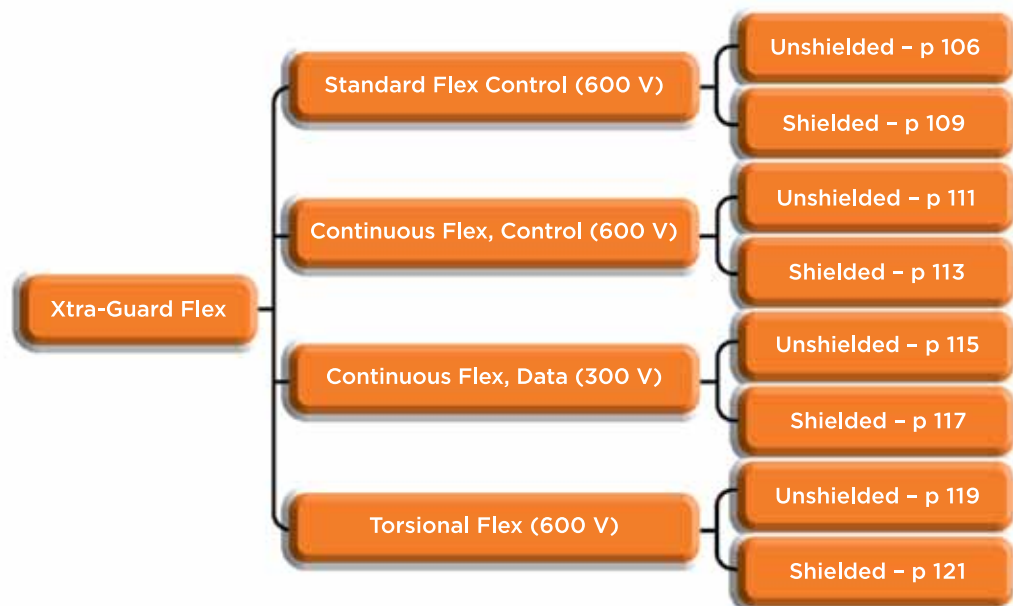 Xtra-Guard Flex
Standard Flex Control (600 V)
Unshielded – p 106
Shielded – p 109
Continuous Flex, Control (600 V)
Unshielded – p 111
Shielded – p 113
Continuous Flex, Data (300 V)
Unshielded – p 115
Shielded – p 117
Torsional Flex (600 V)
Unshielded – p 119
Shielded – p 121